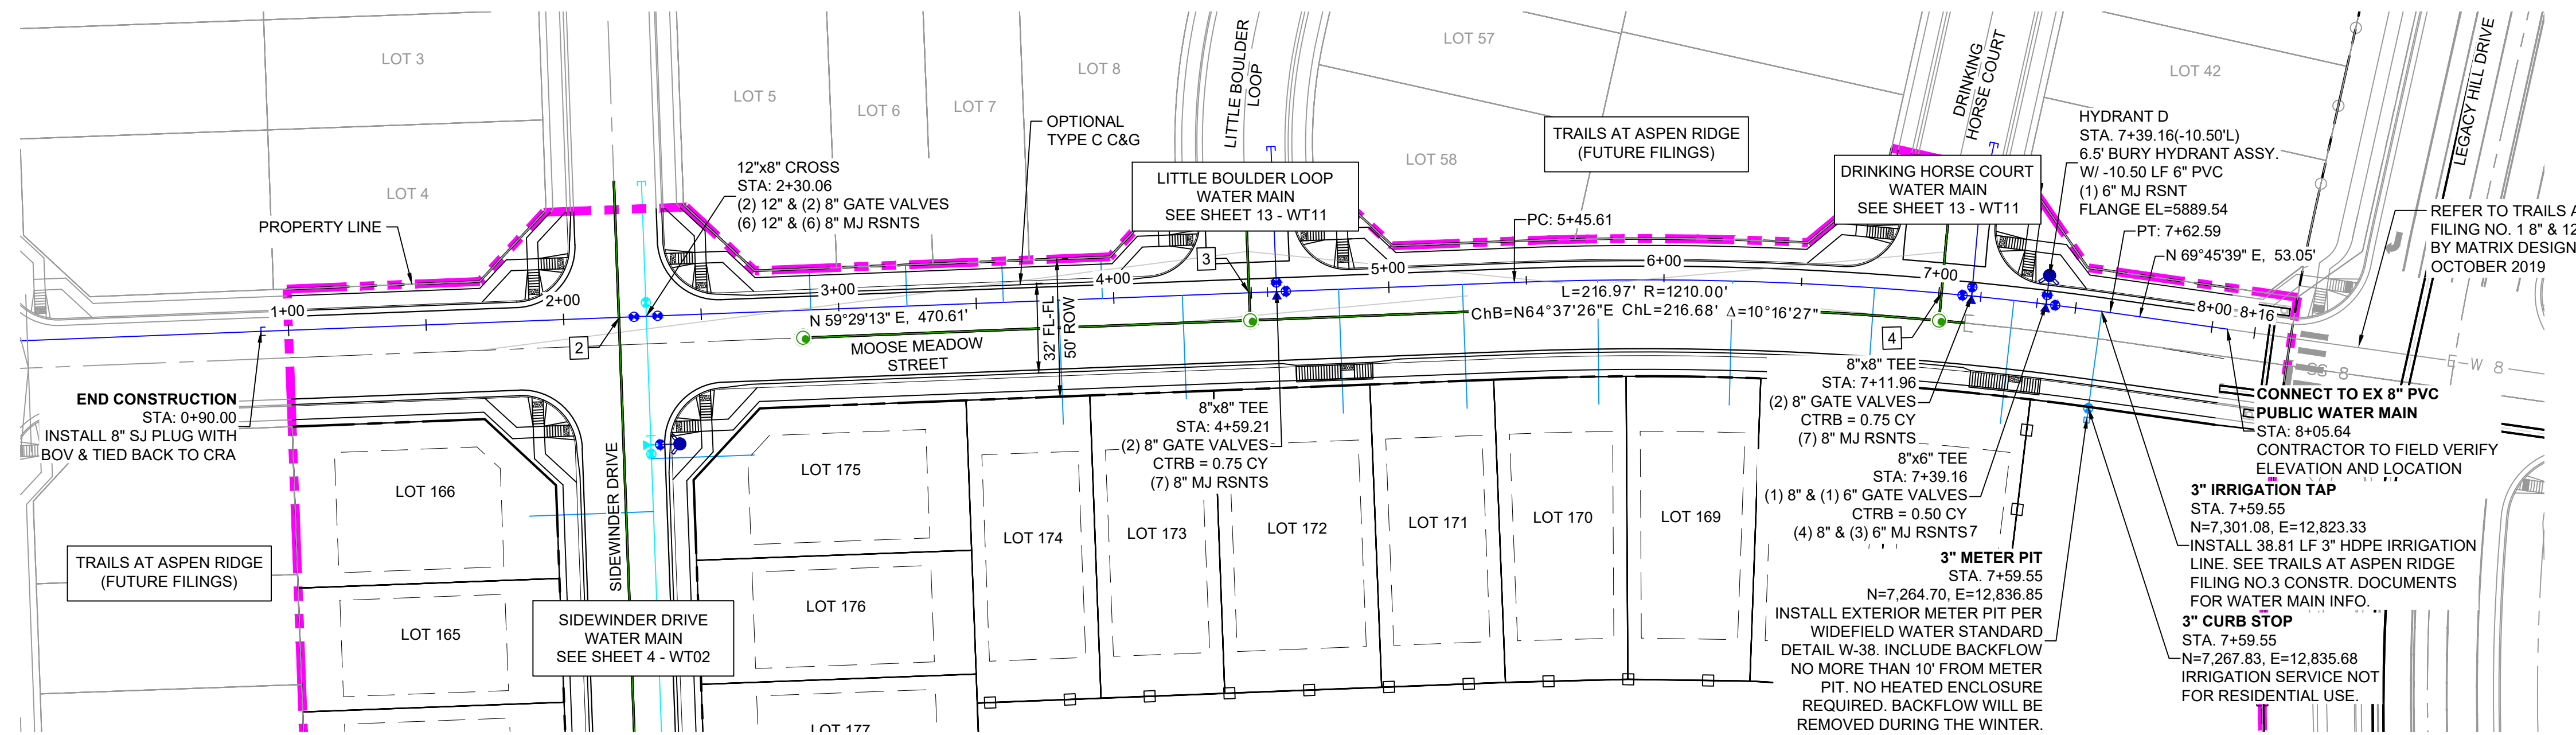 LOT 3
LOT 4
PROPERTY LINE
LOT 5
LOT 6
LOT 7
LOT 8
12"x8" CROSS
STA: 2+30.06
(2) 12" & (2) 8" GATE VALVES
(6) 12" & (6) 8" MJ RSNTS
OPTIONAL
TYPE C C&G
LITTLE BOULDER
LOOP
LITTLE BOULDER LOOP
WATER MAIN
SEE SHEET 13 - WT11
LOT 57
LOT 58
TRAILS AT ASPEN RIDGE
(FUTURE FILINGS)
PC: 5+45.61
DRINKING
HORSE COURT
DRINKING HORSE COURT
WATER MAIN
SEE SHEET 13 - WT11
LOT 42
HYDRANT D
STA. 7+39.16(-10.50'L)
6.5' BURY HYDRANT ASSY.
W/ -10.50 LF 6" PVC
(1) 6" MJ RSNT
FLANGE EL=5889.54
PT: 7+62.59
N 69°45'39" E, 53.05'
LEGACY HILL DRIVE
REFER TO TRAILS A
FILING NO. 1 8" & 12
BY MATRIX DESIGN
OCTOBER 2019
1+00
2+00
3+00
4+00
5+00
6+00
7+00
8+00
8+16
2
3
4
N 59°29'13" E, 470.61'
L=216.97' R=1210.00'
ChB=N64°37'26"E ChL=216.68' Δ=10°16'27"
MOOSE MEADOW
STREET
32' FL-FL
50' ROW
E-W 8
SS 8
END CONSTRUCTION
STA: 0+90.00
INSTALL 8" SJ PLUG WITH
BOV & TIED BACK TO CRA
8"x8" TEE
STA: 4+59.21
(2) 8" GATE VALVES
CTRB = 0.75 CY
(7) 8" MJ RSNTS
8"x8" TEE
STA: 7+11.96
(2) 8" GATE VALVES
CTRB = 0.75 CY
(7) 8" MJ RSNTS
8"x6" TEE
STA: 7+39.16
(1) 8" & (1) 6" GATE VALVES
CTRB = 0.50 CY
(4) 8" & (3) 6" MJ RSNTS
7
CONNECT TO EX 8" PVC
PUBLIC WATER MAIN
STA: 8+05.64
CONTRACTOR TO FIELD VERIFY
ELEVATION AND LOCATION
3" IRRIGATION TAP
STA. 7+59.55
N=7,301.08, E=12,823.33
INSTALL 38.81 LF 3" HDPE IRRIGATION
LINE. SEE TRAILS AT ASPEN RIDGE
FILING NO.3 CONSTR. DOCUMENTS
FOR WATER MAIN INFO.
3" CURB STOP
STA. 7+59.55
N=7,267.83, E=12,835.68
IRRIGATION SERVICE NOT
FOR RESIDENTIAL USE.
3" METER PIT
STA. 7+59.55
N=7,264.70, E=12,836.85
INSTALL EXTERIOR METER PIT PER
WIDEFIELD WATER STANDARD
DETAIL W-38. INCLUDE BACKFLOW
NO MORE THAN 10' FROM METER
PIT. NO HEATED ENCLOSURE
REQUIRED. BACKFLOW WILL BE
REMOVED DURING THE WINTER.
TRAILS AT ASPEN RIDGE
(FUTURE FILINGS)
LOT 166
LOT 165
SIDEWINDER DRIVE
SIDEWINDER DRIVE
WATER MAIN
SEE SHEET 4 - WT02
LOT 175
LOT 176
LOT 177
LOT 174
LOT 173
LOT 172
LOT 171
LOT 170
LOT 169